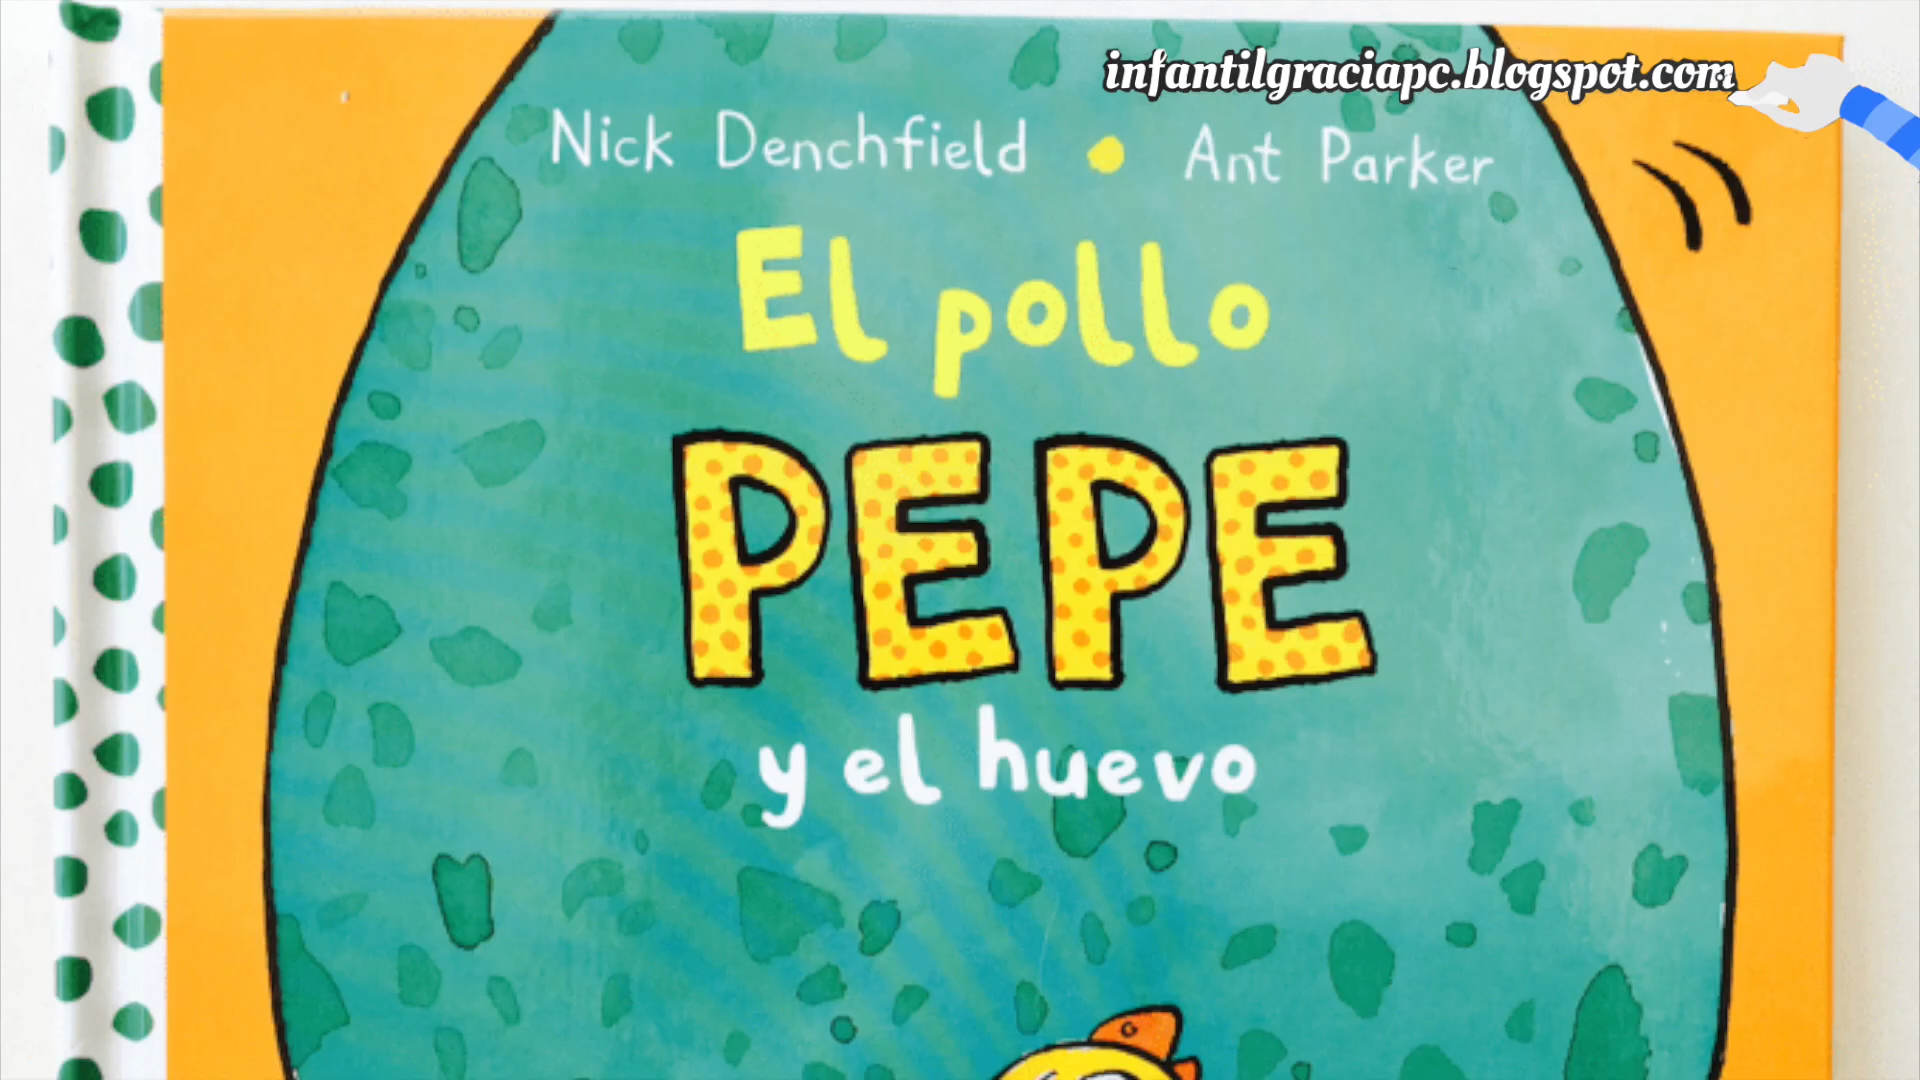 infantilgraciapc.blogspot.com
Nick Denchfield • Ant Parker
El pollo
PEPE
y el huevo